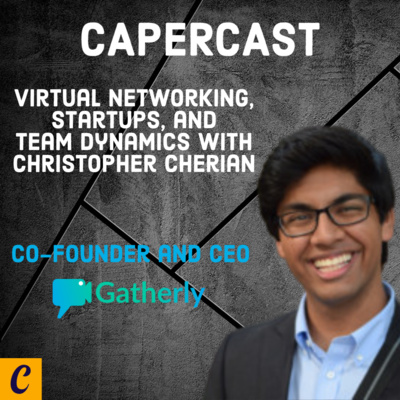 CAPERCAST
VIRTUAL NETWORKING,
STARTUPS, AND
TEAM DYNAMICS WITH
CHRISTOPHER CHERIAN
CO-FOUNDER AND CEO
Gatherly
C